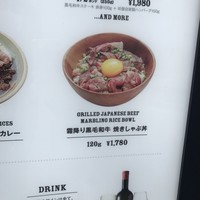 ¥1,980
...AND MORE
GRILLED JAPANESE BEEF
MARBLING RICE BOWL
霜降り黒毛和牛 焼きしゃぶ丼
120g ¥1,780
ICES
カレー
DRINK